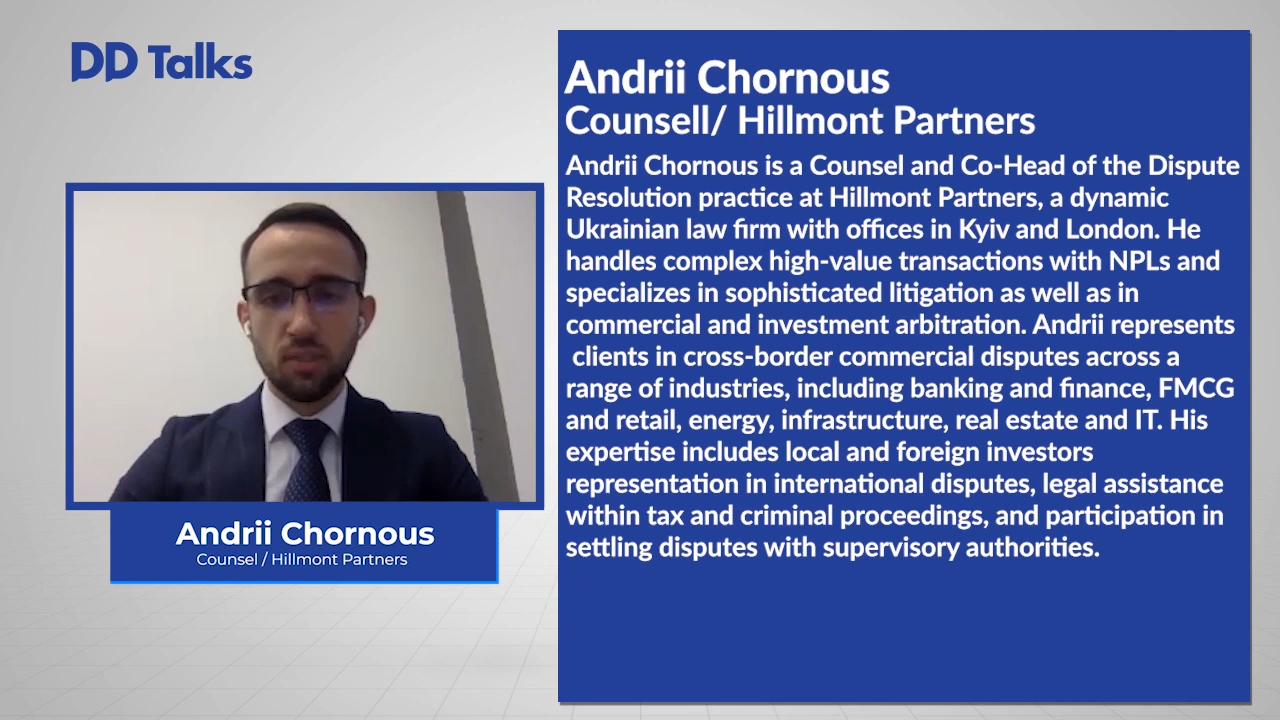 DD Talks
Andrii Chornous
Counsel / Hillmont Partners
Andrii Chornous
Counsell/ Hillmont Partners
Andrii Chornous is a Counsel and Co-Head of the Dispute
Resolution practice at Hillmont Partners, a dynamic
Ukrainian law firm with offices in Kyiv and London. He
handles complex high-value transactions with NPLs and
specializes in sophisticated litigation as well as in
commercial and investment arbitration. Andrii represents
clients in cross-border commercial disputes across a
range of industries, including banking and finance, FMCG
and retail, energy, infrastructure, real estate and IT. His
expertise includes local and foreign investors
representation in international disputes, legal assistance
within tax and criminal proceedings, and participation in
settling disputes with supervisory authorities.